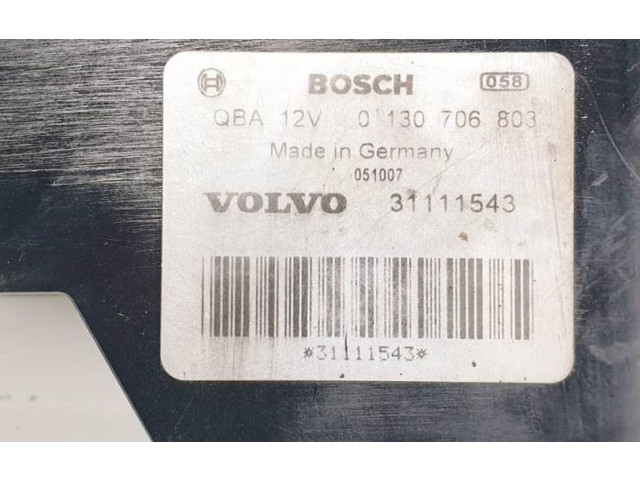 BOSCH 058
QBA 12V 0 130 706 803
Made in Germany
051007
VOLVO 31111543
*31111543*